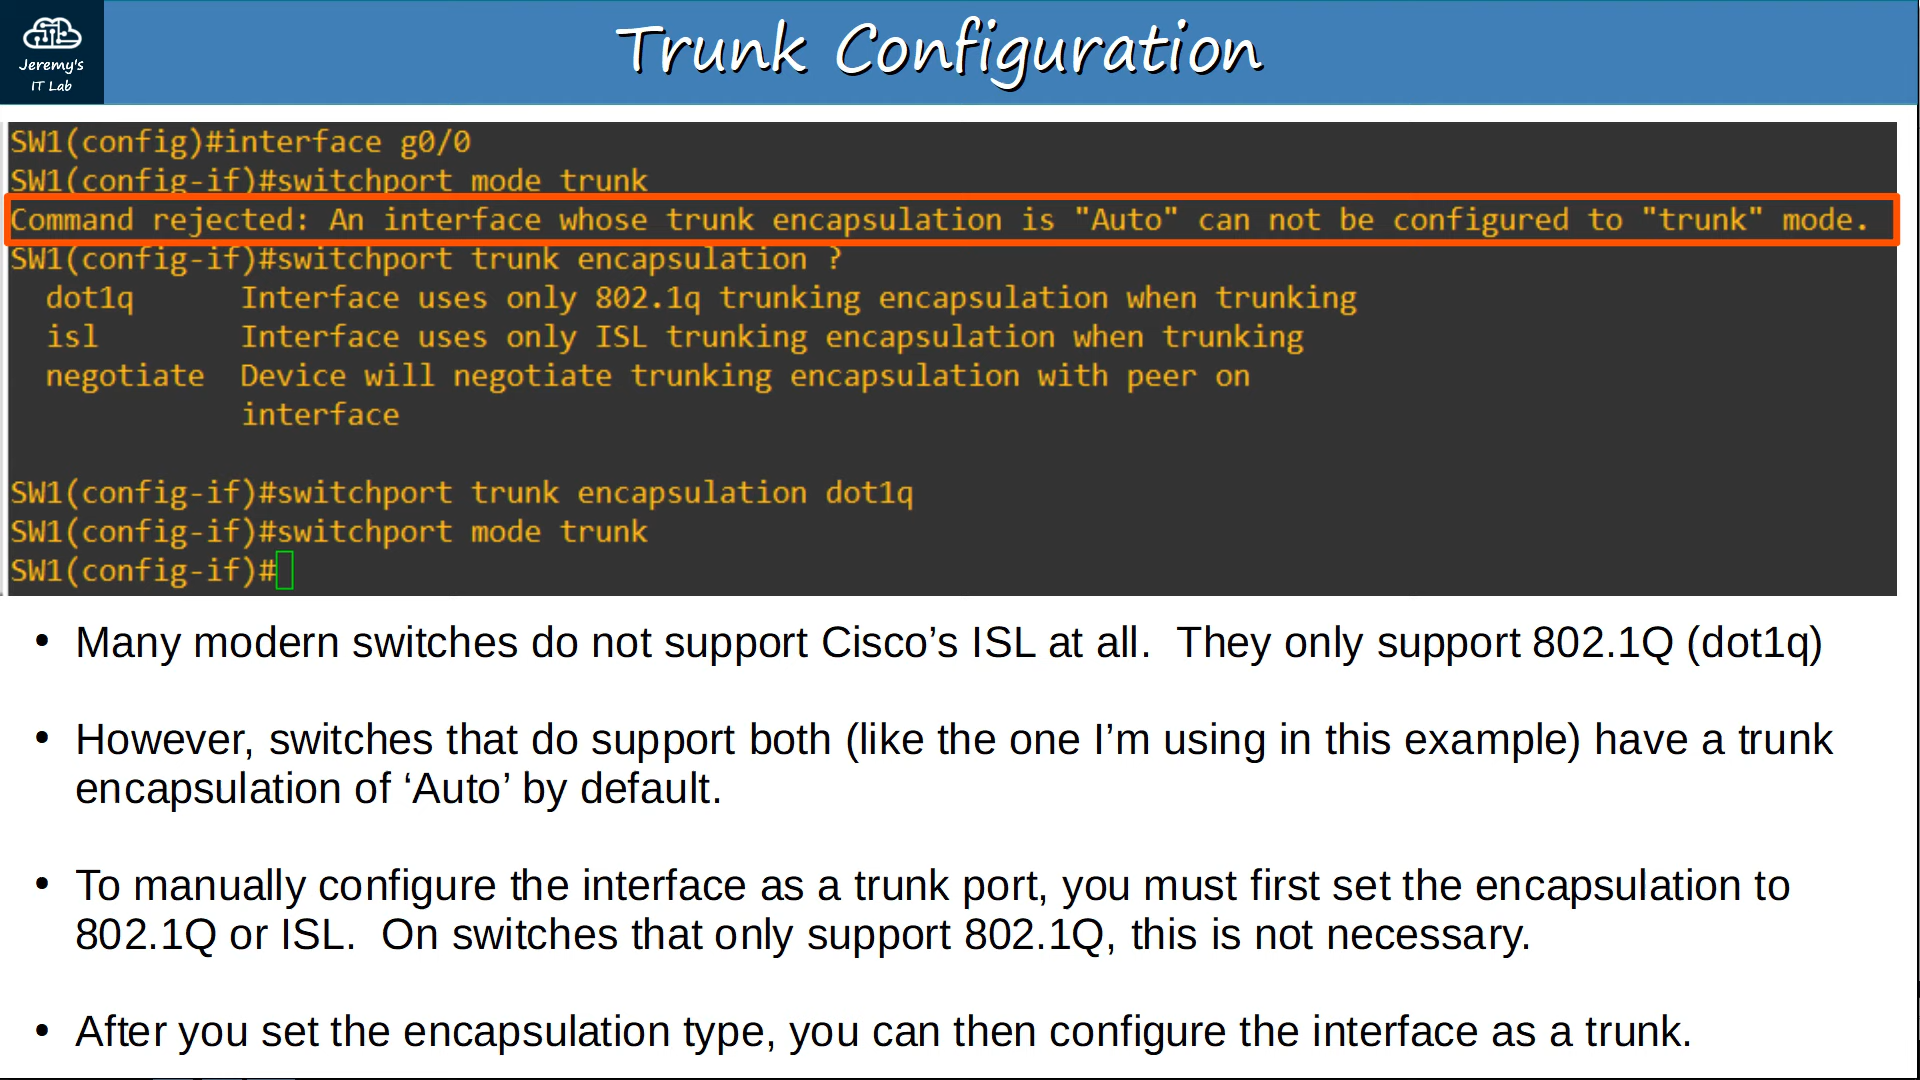 Jeremy's
IT Lab
Trunk Configuration
SW1(config)#interface g0/0
SW1(config-if)#switchport mode trunk
Command rejected: An interface whose trunk encapsulation is "Auto" can not be configured to "trunk" mode.
SW1(config-if)#switchport trunk encapsulation ?
  dot1q      Interface uses only 802.1q trunking encapsulation when trunking
  isl        Interface uses only ISL trunking encapsulation when trunking
  negotiate  Device will negotiate trunking encapsulation with peer on
             interface
SW1(config-if)#switchport trunk encapsulation dot1q
SW1(config-if)#switchport mode trunk
SW1(config-if)#
• Many modern switches do not support Cisco’s ISL at all.  They only support 802.1Q (dot1q)
• However, switches that do support both (like the one I’m using in this example) have a trunk
encapsulation of ‘Auto’ by default.
• To manually configure the interface as a trunk port, you must first set the encapsulation to
802.1Q or ISL.  On switches that only support 802.1Q, this is not necessary.
• After you set the encapsulation type, you can then configure the interface as a trunk.